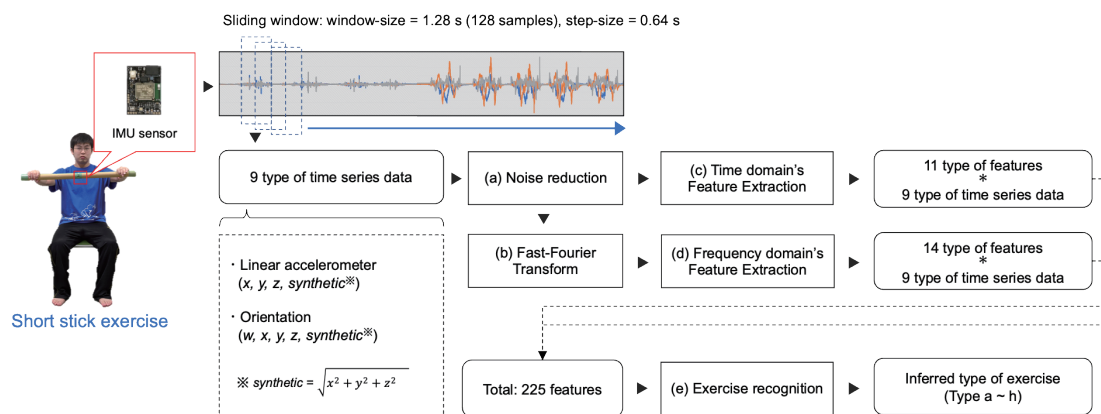 Sliding window: window-size = 1.28 s (128 samples), step-size = 0.64 s
IMU sensor
Short stick exercise
9 type of time series data
(a) Noise reduction
(c) Time domain's
Feature Extraction
11 type of features
*
9 type of time series data
(b) Fast-Fourier
Transform
(d) Frequency domain's
Feature Extraction
14 type of features
*
9 type of time series data
・Linear accelerometer
(x, y, z, synthetic※)
・Orientation
(w, x, y, z, synthetic※)
※ synthetic = √x² + y² + z²
Total: 225 features
(e) Exercise recognition
Inferred type of exercise
(Type a ~ h)